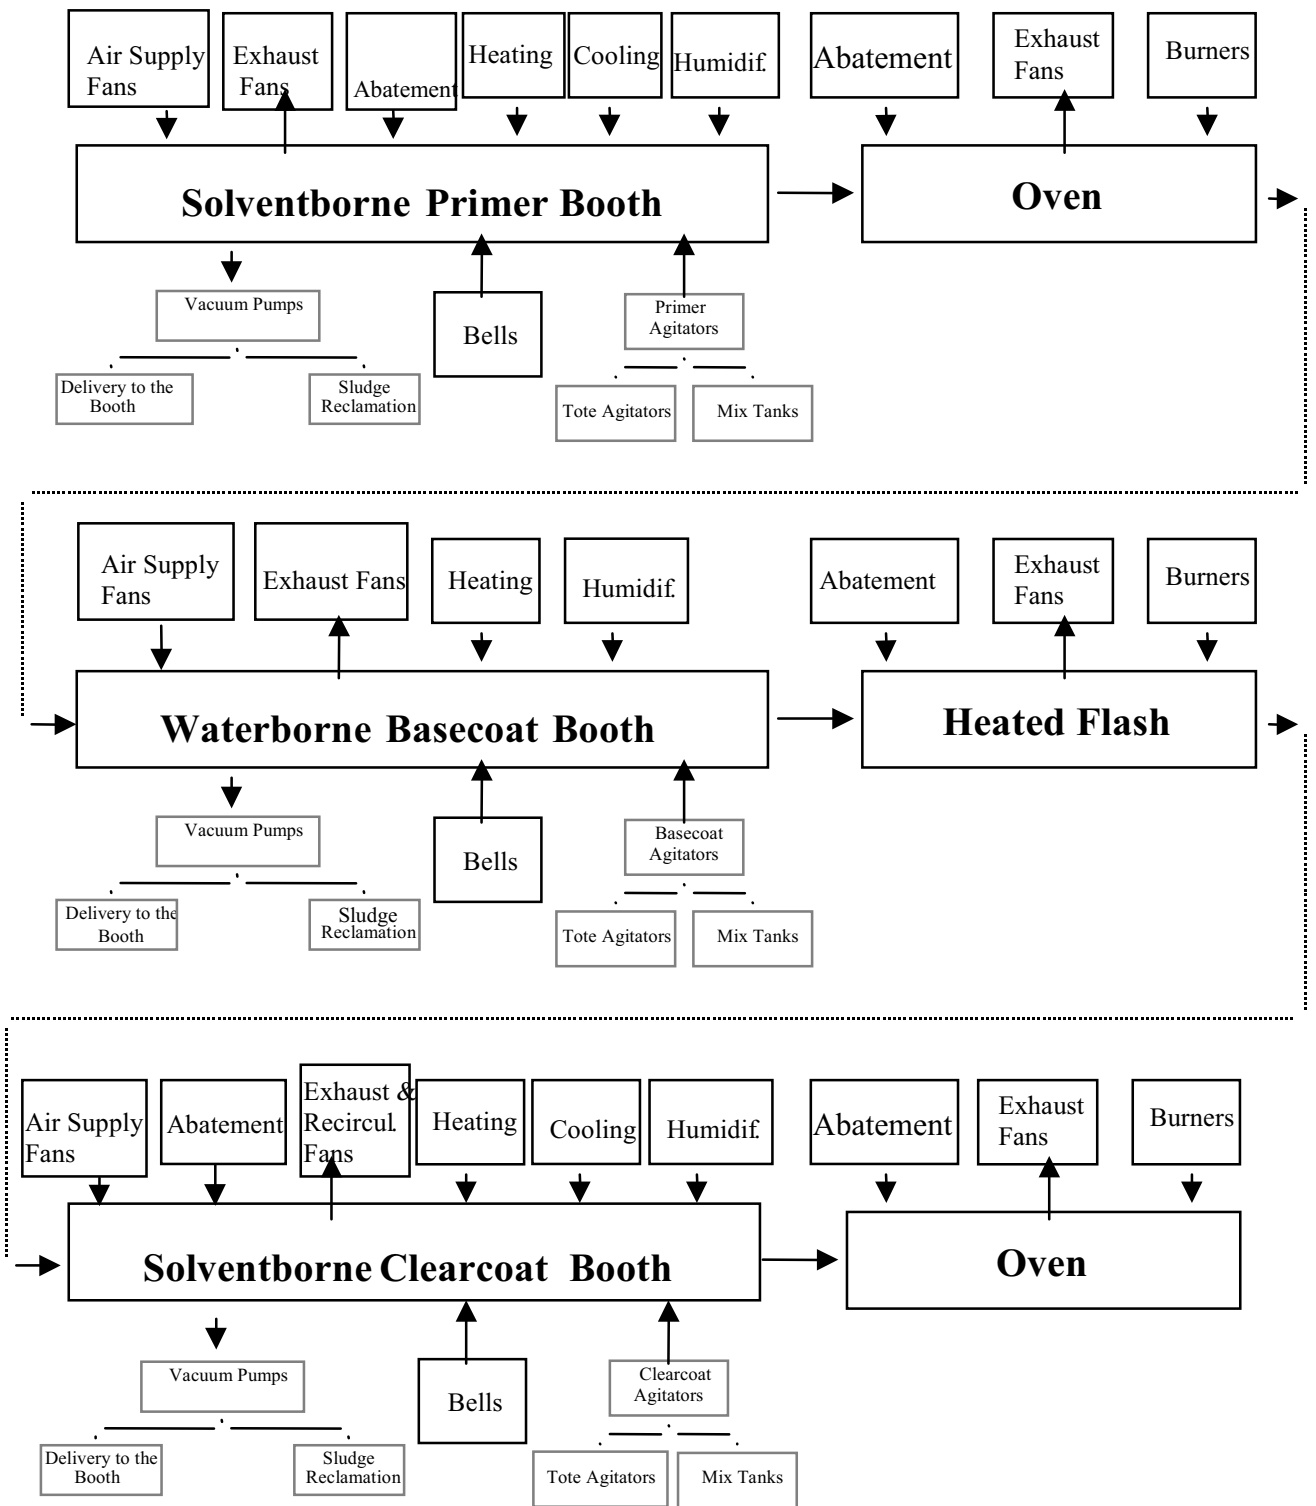 Air Supply
Fans
Exhaust
Fans
Abatement
Heating
Cooling
Humidif.
Abatement
Exhaust
Fans
Burners
Solventborne Primer Booth
Oven
Vacuum Pumps
Bells
Primer
Agitators
Delivery to the
Booth
Sludge
Reclamation
Tote Agitators
Mix Tanks
Air Supply
Fans
Exhaust Fans
Heating
Humidif.
Abatement
Exhaust
Fans
Burners
Waterborne Basecoat Booth
Heated Flash
Vacuum Pumps
Bells
Basecoat
Agitators
Delivery to the
Booth
Sludge
Reclamation
Tote Agitators
Mix Tanks
Air Supply
Fans
Abatement
Exhaust &
Recircul.
Fans
Heating
Cooling
Humidif.
Abatement
Exhaust
Fans
Burners
Solventborne Clearcoat Booth
Oven
Vacuum Pumps
Bells
Clearcoat
Agitators
Delivery to the
Booth
Sludge
Reclamation
Tote Agitators
Mix Tanks